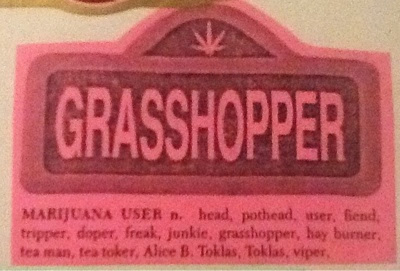 GRASSHOPPER
MARIJUANA USER n. head, pothead, user, fiend,
tripper, doper, freak, junkie, grasshopper, hay burner,
tea man, tea toker, Alice B. Toklas, Toklas, viper.